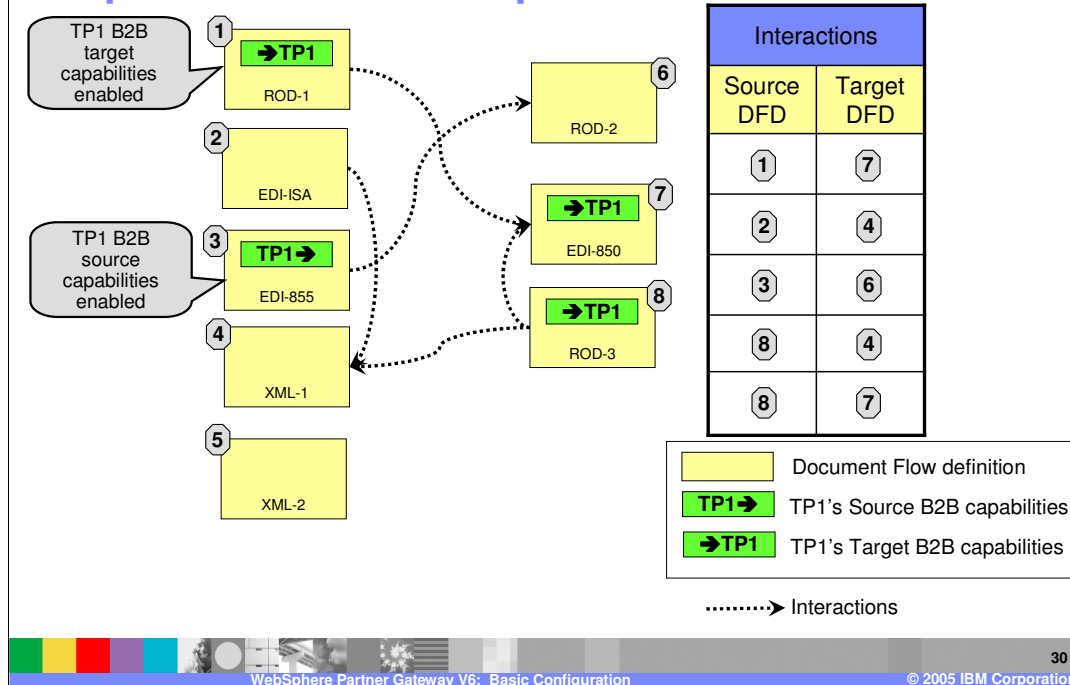 TP1 B2B
target
capabilities
enabled
1
➔TP1
ROD-1
2
EDI-ISA
TP1 B2B
source
capabilities
enabled
3
TP1➔
EDI-855
4
XML-1
5
XML-2
6
ROD-2
7
➔TP1
EDI-850
8
➔TP1
ROD-3
Interactions
Source DFD Target DFD
1 7
2 4
3 6
8 4
8 7
Document Flow definition
TP1➔ TP1's Source B2B capabilities
➔TP1 TP1's Target B2B capabilities
Interactions
30
WebSphere Partner Gateway V6: Basic Configuration © 2005 IBM Corporation